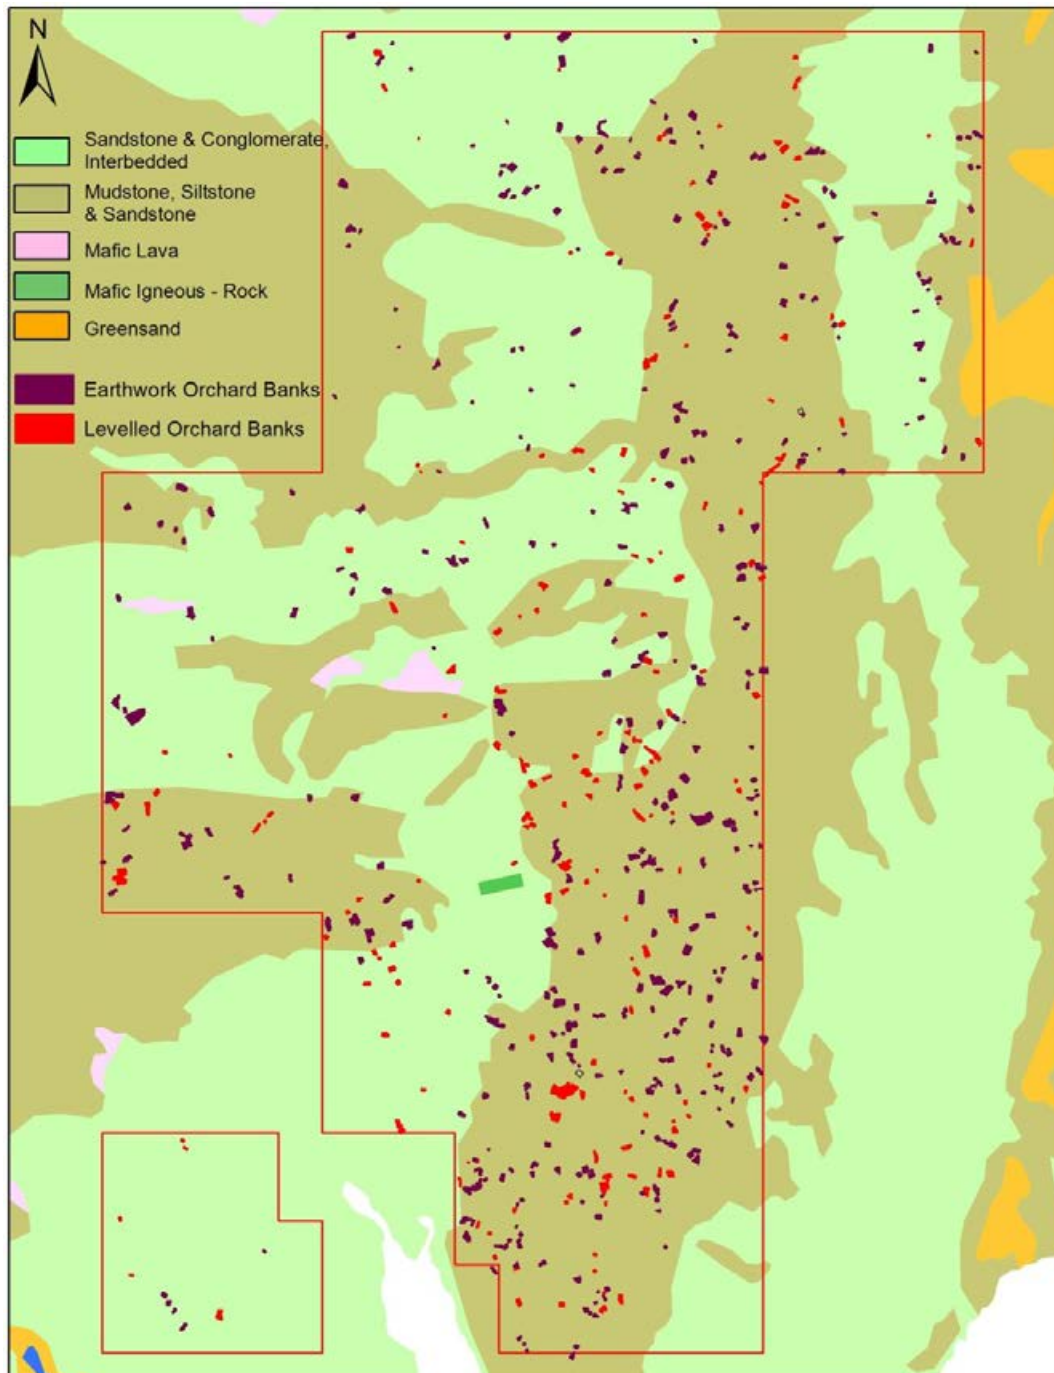 N
Sandstone & Conglomerate,
Interbedded
Mudstone, Siltstone
& Sandstone
Mafic Lava
Mafic Igneous - Rock
Greensand
Earthwork Orchard Banks
Levelled Orchard Banks